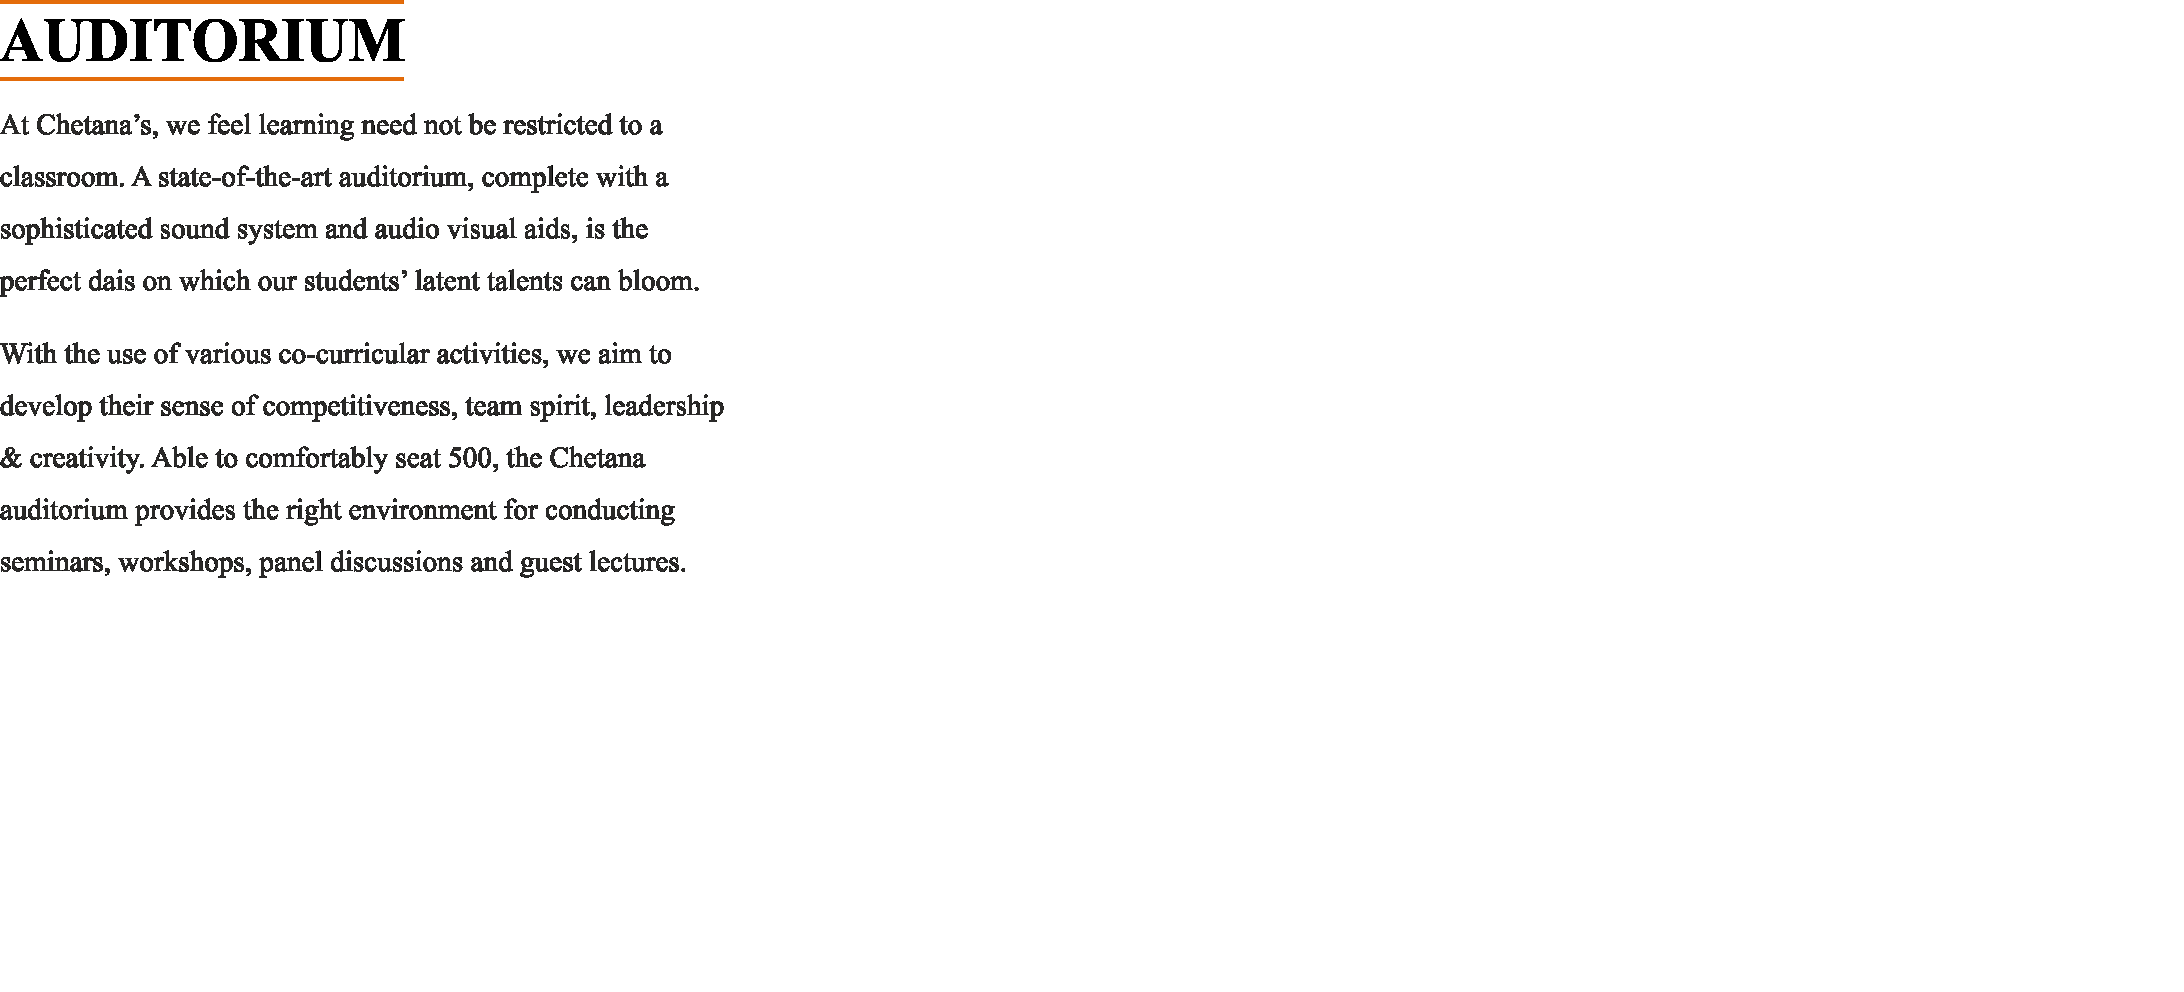 AUDITORIUM
At Chetana’s, we feel learning need not be restricted to a
classroom. A state-of-the-art auditorium, complete with a
sophisticated sound system and audio visual aids, is the
perfect dais on which our students’ latent talents can bloom.
With the use of various co-curricular activities, we aim to
develop their sense of competitiveness, team spirit, leadership
& creativity. Able to comfortably seat 500, the Chetana
auditorium provides the right environment for conducting
seminars, workshops, panel discussions and guest lectures.